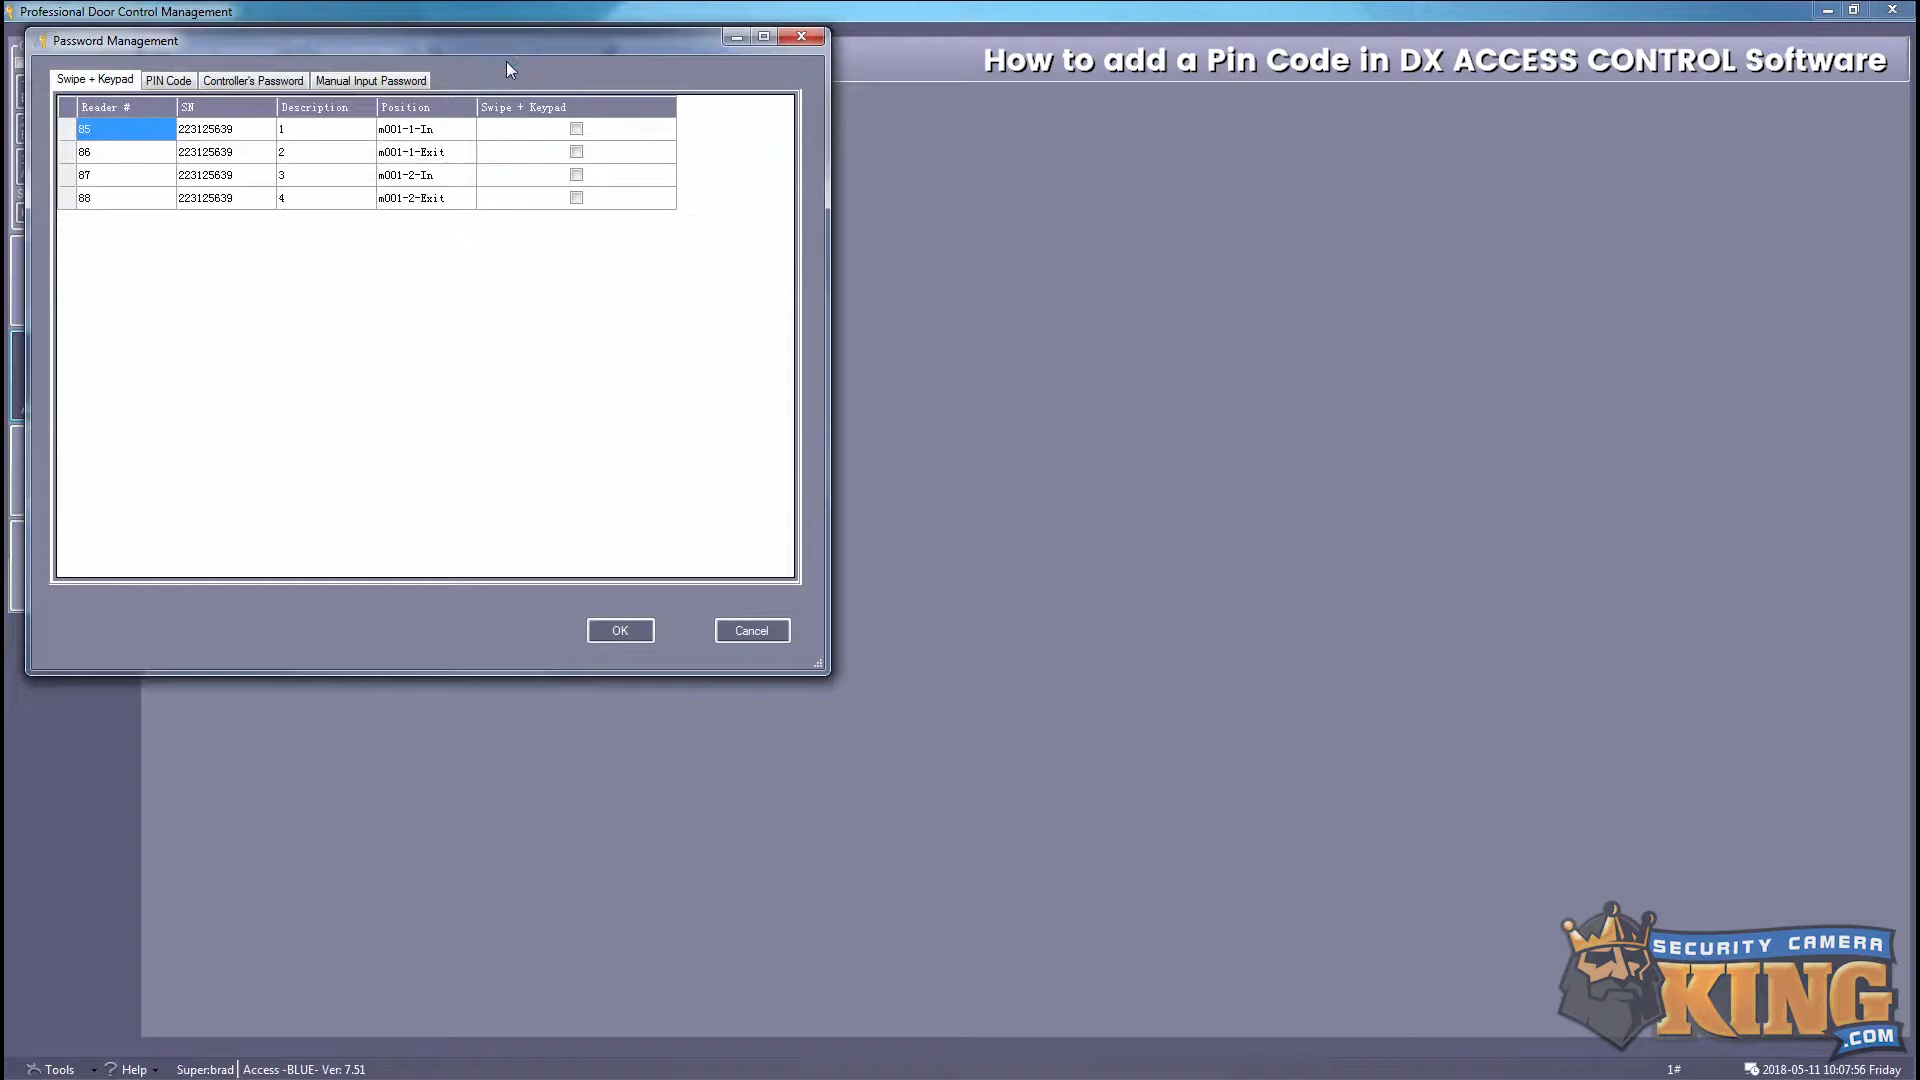 Professional Door Control Management
Password Management
How to add a Pin Code in DX ACCESS CONTROL Software
Swipe + Keypad PIN Code Controller's Password Manual Input Password
Reader # SN Description Position Swipe + Keypad
85 223125639 1 m001-1-In
86 223125639 2 m001-1-Exit
87 223125639 3 m001-2-In
88 223125639 4 m001-2-Exit
OK Cancel
SECURITY CAMERA
KING
.COM
Tools Help Super:brad Access -BLUE- Ver: 7.51 1# 2018-05-11 10:07:56 Friday